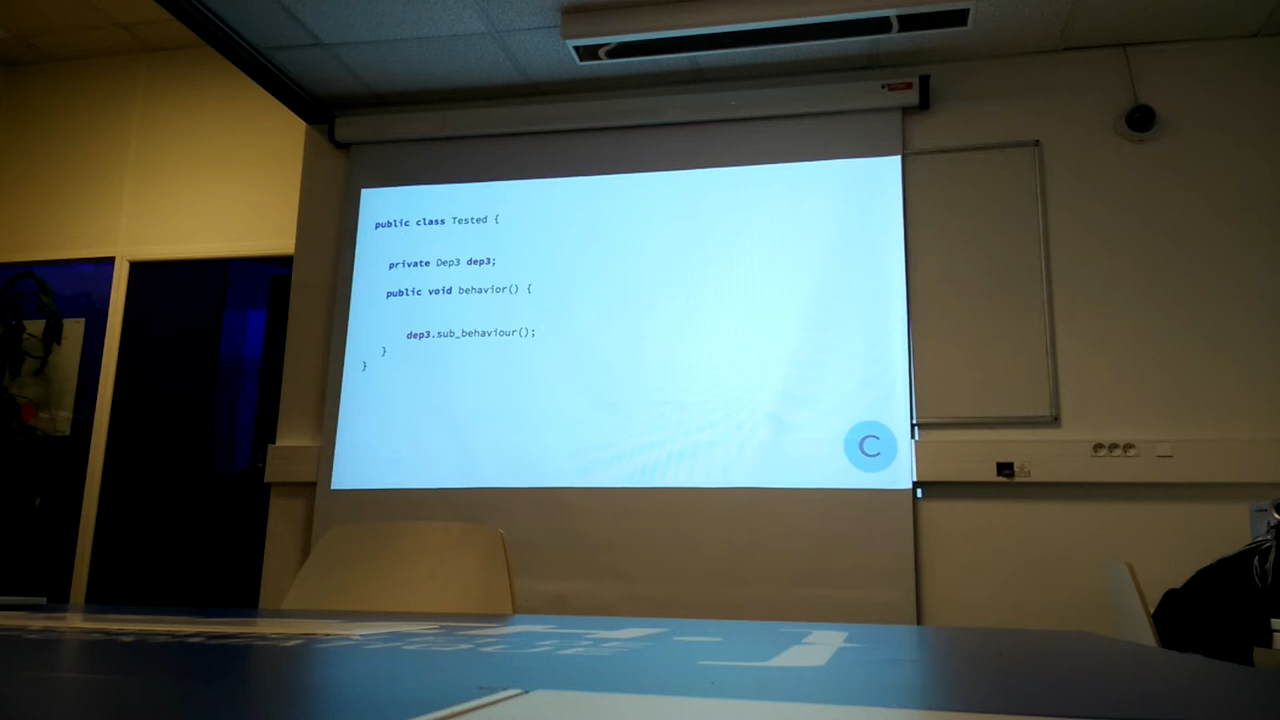 public class Tested {
private Dep3 dep3;
public void behavior() {
dep3.sub_behaviour();
}
}
C